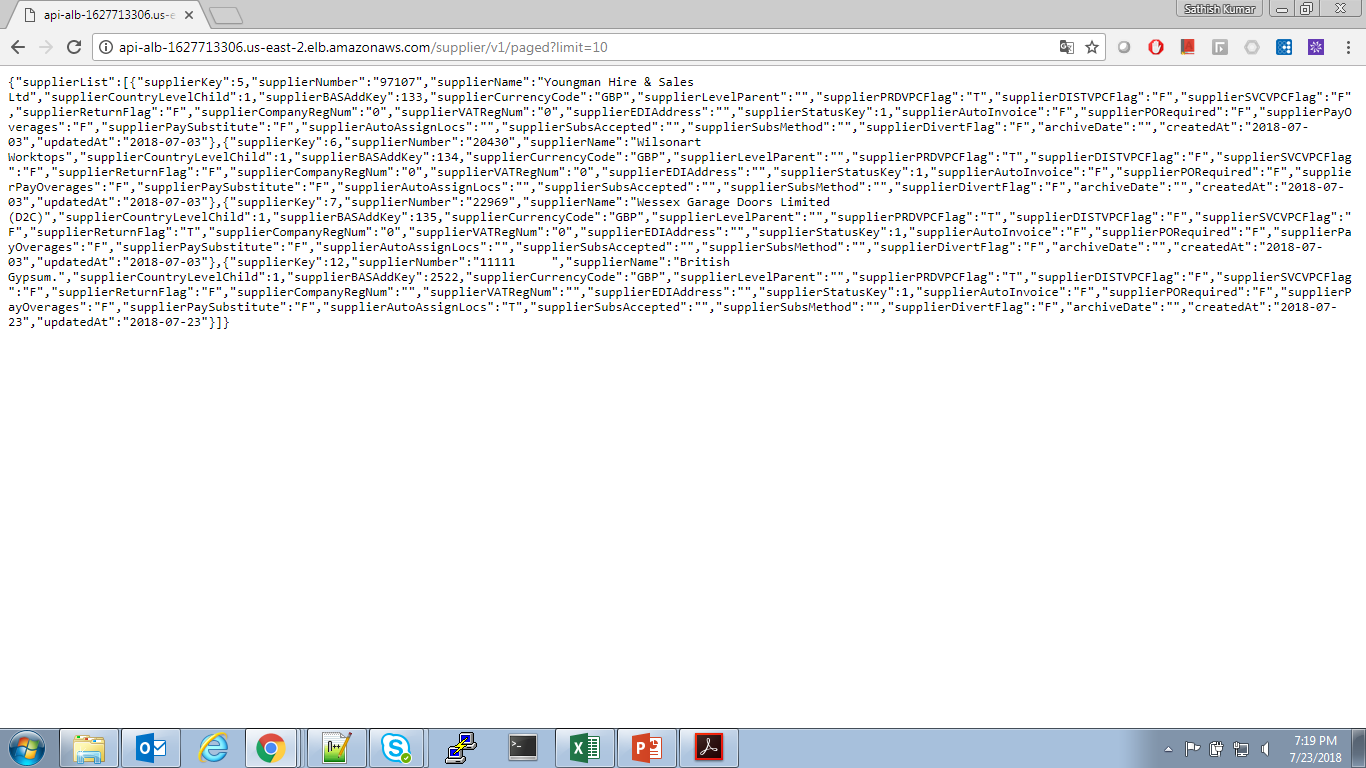 api-alb-1627713306.us-e
Sathish Kumar
api-alb-1627713306.us-east-2.elb.amazonaws.com/supplier/v1/paged?limit=10
{"supplierList":[{"supplierKey":5,"supplierNumber":"97107","supplierName":"Youngman Hire & Sales
Ltd","supplierCountryLevelChild":1,"supplierBASAddKey":133,"supplierCurrencyCode":"GBP","supplierLevelParent":"","supplierPRDVPCFlag":"T","supplierDISTVPCFlag":"F","supplierSVCVPCFlag":"F"
,"supplierReturnFlag":"F","supplierCompanyRegNum":"0","supplierVATRegNum":"0","supplierEDIAddress":"","supplierStatusKey":1,"supplierAutoInvoice":"F","supplierPORequired":"F","supplierPayO
verages":"F","supplierPaySubstitute":"F","supplierAutoAssignLocs":"","supplierSubsAccepted":"","supplierSubsMethod":"","supplierDivertFlag":"F","archiveDate":"","createdAt":"2018-07-
03","updatedAt":"2018-07-03"},{"supplierKey":6,"supplierNumber":"20430","supplierName":"Wilsonart
Worktops","supplierCountryLevelChild":1,"supplierBASAddKey":134,"supplierCurrencyCode":"GBP","supplierLevelParent":"","supplierPRDVPCFlag":"T","supplierDISTVPCFlag":"F","supplierSVCVPCFlag
":"F","supplierReturnFlag":"F","supplierCompanyRegNum":"0","supplierVATRegNum":"0","supplierEDIAddress":"","supplierStatusKey":1,"supplierAutoInvoice":"F","supplierPORequired":"F","supplie
rPayOverages":"F","supplierPaySubstitute":"F","supplierAutoAssignLocs":"","supplierSubsAccepted":"","supplierSubsMethod":"","supplierDivertFlag":"F","archiveDate":"","createdAt":"2018-07-
03","updatedAt":"2018-07-03"},{"supplierKey":7,"supplierNumber":"22969","supplierName":"Wessex Garage Doors Limited
(D2C)","supplierCountryLevelChild":1,"supplierBASAddKey":135,"supplierCurrencyCode":"GBP","supplierLevelParent":"","supplierPRDVPCFlag":"T","supplierDISTVPCFlag":"F","supplierSVCVPCFlag":"
F","supplierReturnFlag":"T","supplierCompanyRegNum":"0","supplierVATRegNum":"0","supplierEDIAddress":"","supplierStatusKey":1,"supplierAutoInvoice":"F","supplierPORequired":"F","supplierPa
yOverages":"F","supplierPaySubstitute":"F","supplierAutoAssignLocs":"","supplierSubsAccepted":"","supplierSubsMethod":"","supplierDivertFlag":"F","archiveDate":"","createdAt":"2018-07-
03","updatedAt":"2018-07-03"},{"supplierKey":12,"supplierNumber":"11111     ","supplierName":"British
Gypsum.","supplierCountryLevelChild":1,"supplierBASAddKey":2522,"supplierCurrencyCode":"GBP","supplierLevelParent":"","supplierPRDVPCFlag":"T","supplierDISTVPCFlag":"F","supplierSVCVPCFlag
":"F","supplierReturnFlag":"F","supplierCompanyRegNum":"","supplierVATRegNum":"","supplierEDIAddress":"","supplierStatusKey":1,"supplierAutoInvoice":"F","supplierPORequired":"F","supplierP
ayOverages":"F","supplierPaySubstitute":"F","supplierAutoAssignLocs":"T","supplierSubsAccepted":"","supplierSubsMethod":"","supplierDivertFlag":"F","archiveDate":"","createdAt":"2018-07-
23","updatedAt":"2018-07-23"}]}
7:19 PM
7/23/2018